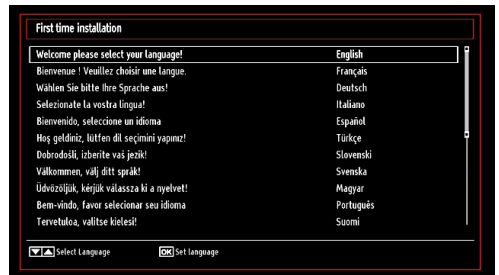 First time installation
Welcome please select your language! English
Bienvenue ! Veuillez choisir une langue. Français
Wählen Sie bitte Ihre Sprache aus! Deutsch
Selezionate la vostra lingua! Italiano
Bienvenido, seleccione un idioma Español
Hoş geldiniz, lütfen dil seçimini yapınız! Türkçe
Dobrodošli, izberite vaš jezik! Slovenski
Välkommen, välj ditt språk! Svenska
Üdvözöljük, kérjük válassza ki a nyelvet! Magyar
Bem-vindo, favor selecionar seu idioma Português
Tervetuloa, valitse kielesi! Suomi
Select Language OK Set language